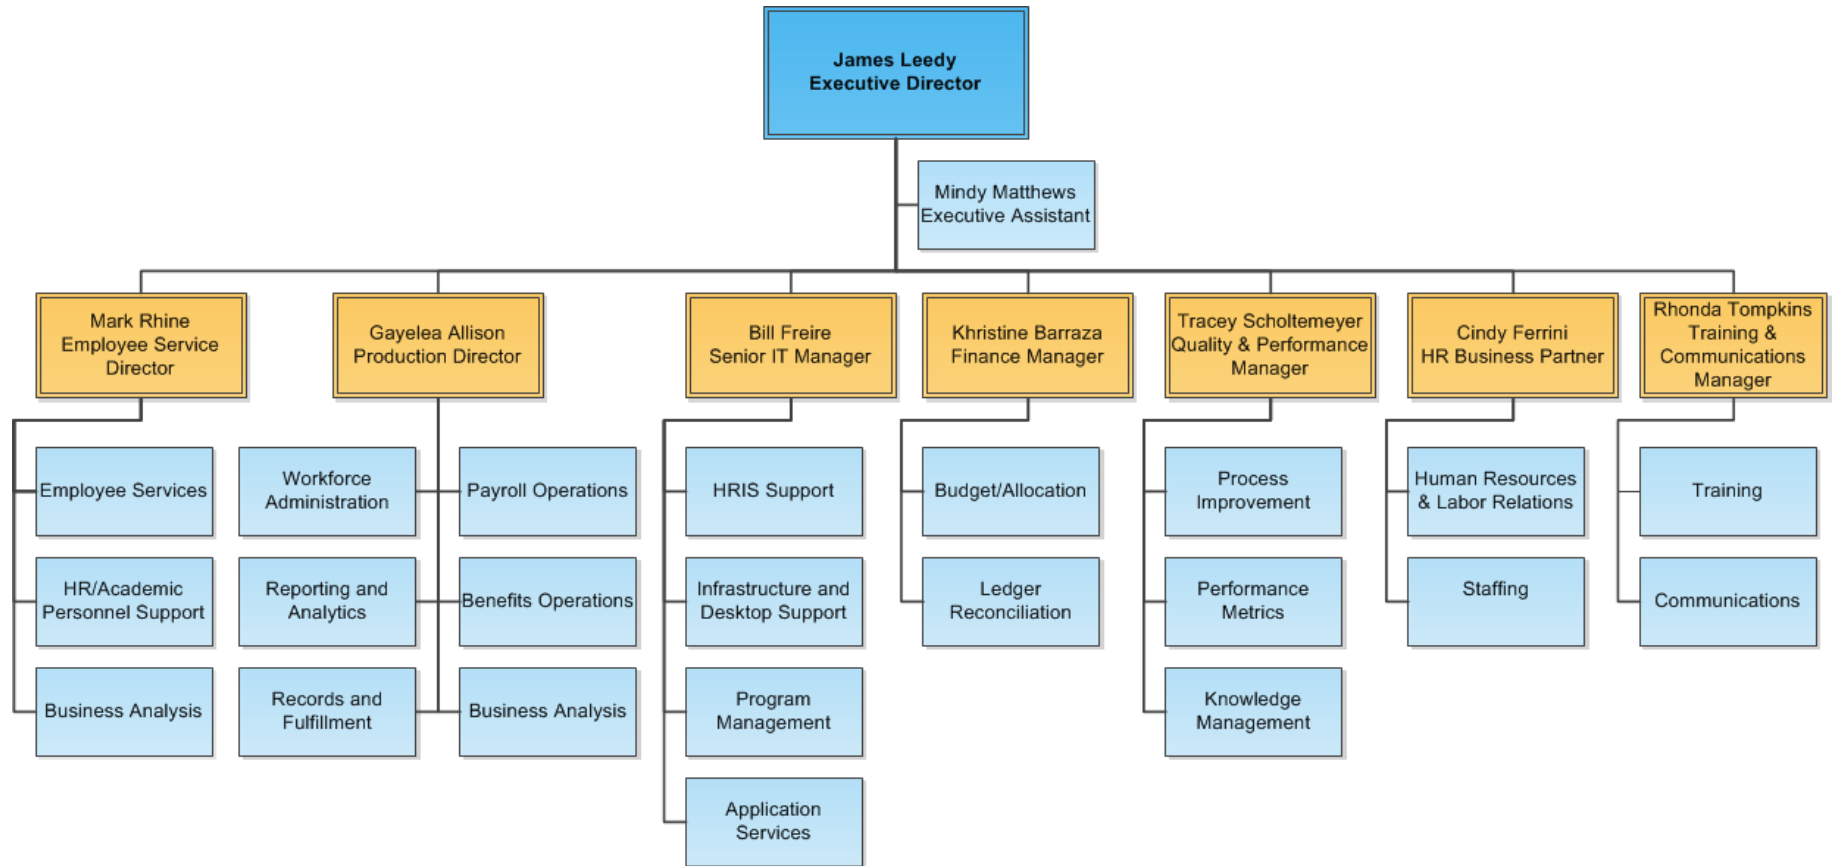 James Leedy
Executive Director
Mindy Matthews
Executive Assistant
Mark Rhine
Employee Service
Director
Gayelea Allison
Production Director
Bill Freire
Senior IT Manager
Khristine Barraza
Finance Manager
Tracey Scholtemeyer
Quality & Performance
Manager
Cindy Ferrini
HR Business Partner
Rhonda Tompkins
Training &
Communications
Manager
Employee Services
HR/Academic
Personnel Support
Business Analysis
Workforce
Administration
Reporting and
Analytics
Records and
Fulfillment
Payroll Operations
Benefits Operations
Business Analysis
HRIS Support
Infrastructure and
Desktop Support
Program
Management
Application
Services
Budget/Allocation
Ledger
Reconciliation
Process
Improvement
Performance
Metrics
Knowledge
Management
Human Resources
& Labor Relations
Staffing
Training
Communications